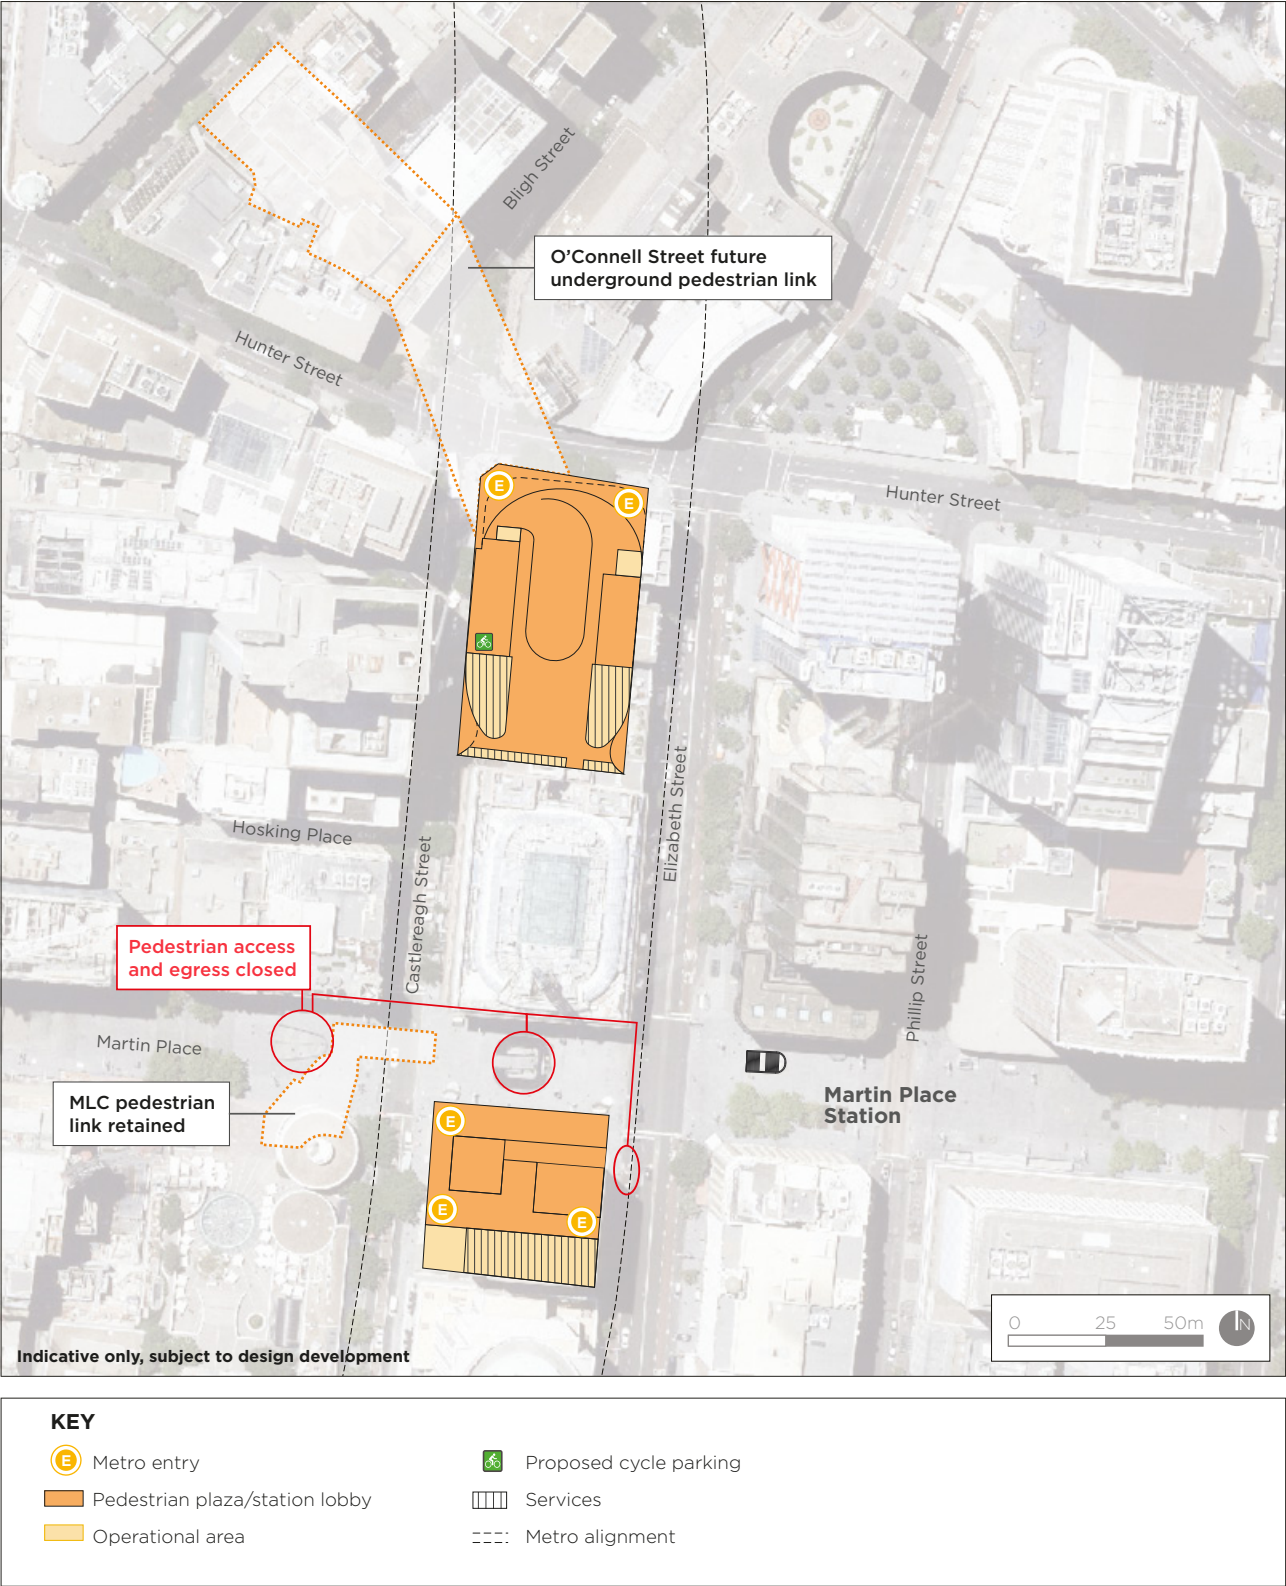 Bligh Street
O'Connell Street future
underground pedestrian link
Hunter Street
E
E
Hunter Street
Elizabeth Street
Hosking Place
Castlereagh Street
Pedestrian access
and egress closed
Phillip Street
Martin Place
MLC pedestrian
link retained
Martin Place
Station
E
E
E
0 25 50m
N
Indicative only, subject to design development
KEY
E Metro entry
Pedestrian plaza/station lobby
Operational area
Proposed cycle parking
Services
Metro alignment